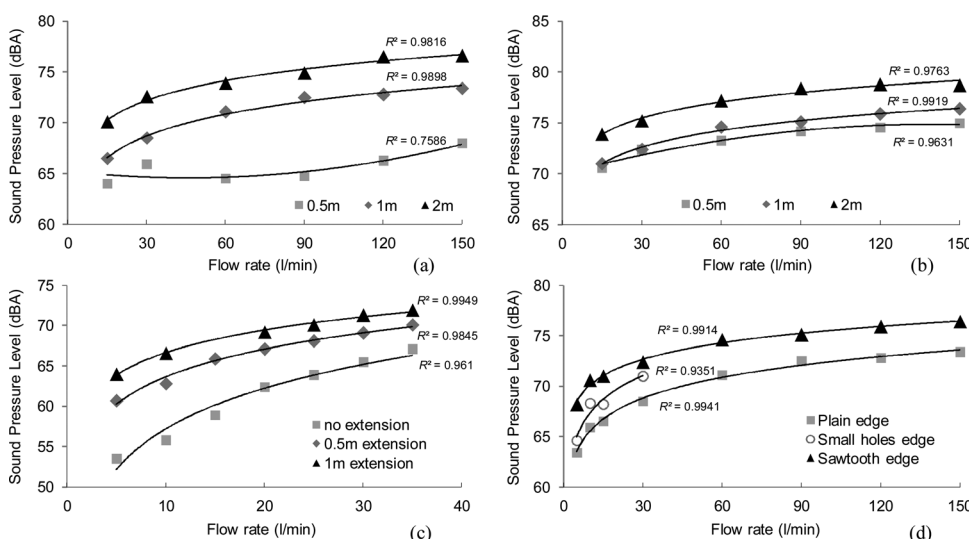 80
75
70
65
60
Sound Pressure Level (dBA)
R² = 0.9816
R² = 0.9898
R² = 0.7586
0.5m 1m 2m
0 30 60 90 120 150
Flow rate (l/min) (a)
85
80
75
70
65
Sound Pressure Level (dBA)
R² = 0.9763
R² = 0.9919
R² = 0.9631
0.5m 1m 2m
0 30 60 90 120 150
Flow rate (l/min) (b)
75
70
65
60
55
50
Sound Pressure Level (dBA)
R² = 0.9949
R² = 0.9845
R² = 0.961
no extension
0.5m extension
1m extension
0 10 20 30 40
Flow rate (l/min) (c)
80
75
70
65
60
Sound Pressure Level (dBA)
R² = 0.9914
R² = 0.9351
R² = 0.9941
Plain edge
Small holes edge
Sawtooth edge
0 30 60 90 120 150
Flow rate (l/min) (d)